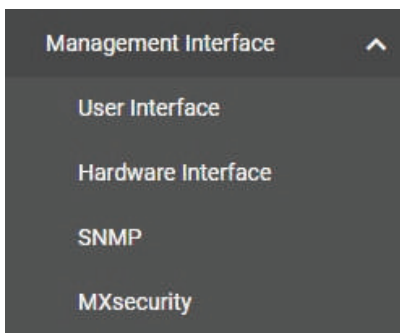 Management Interface
User Interface
Hardware Interface
SNMP
MXsecurity